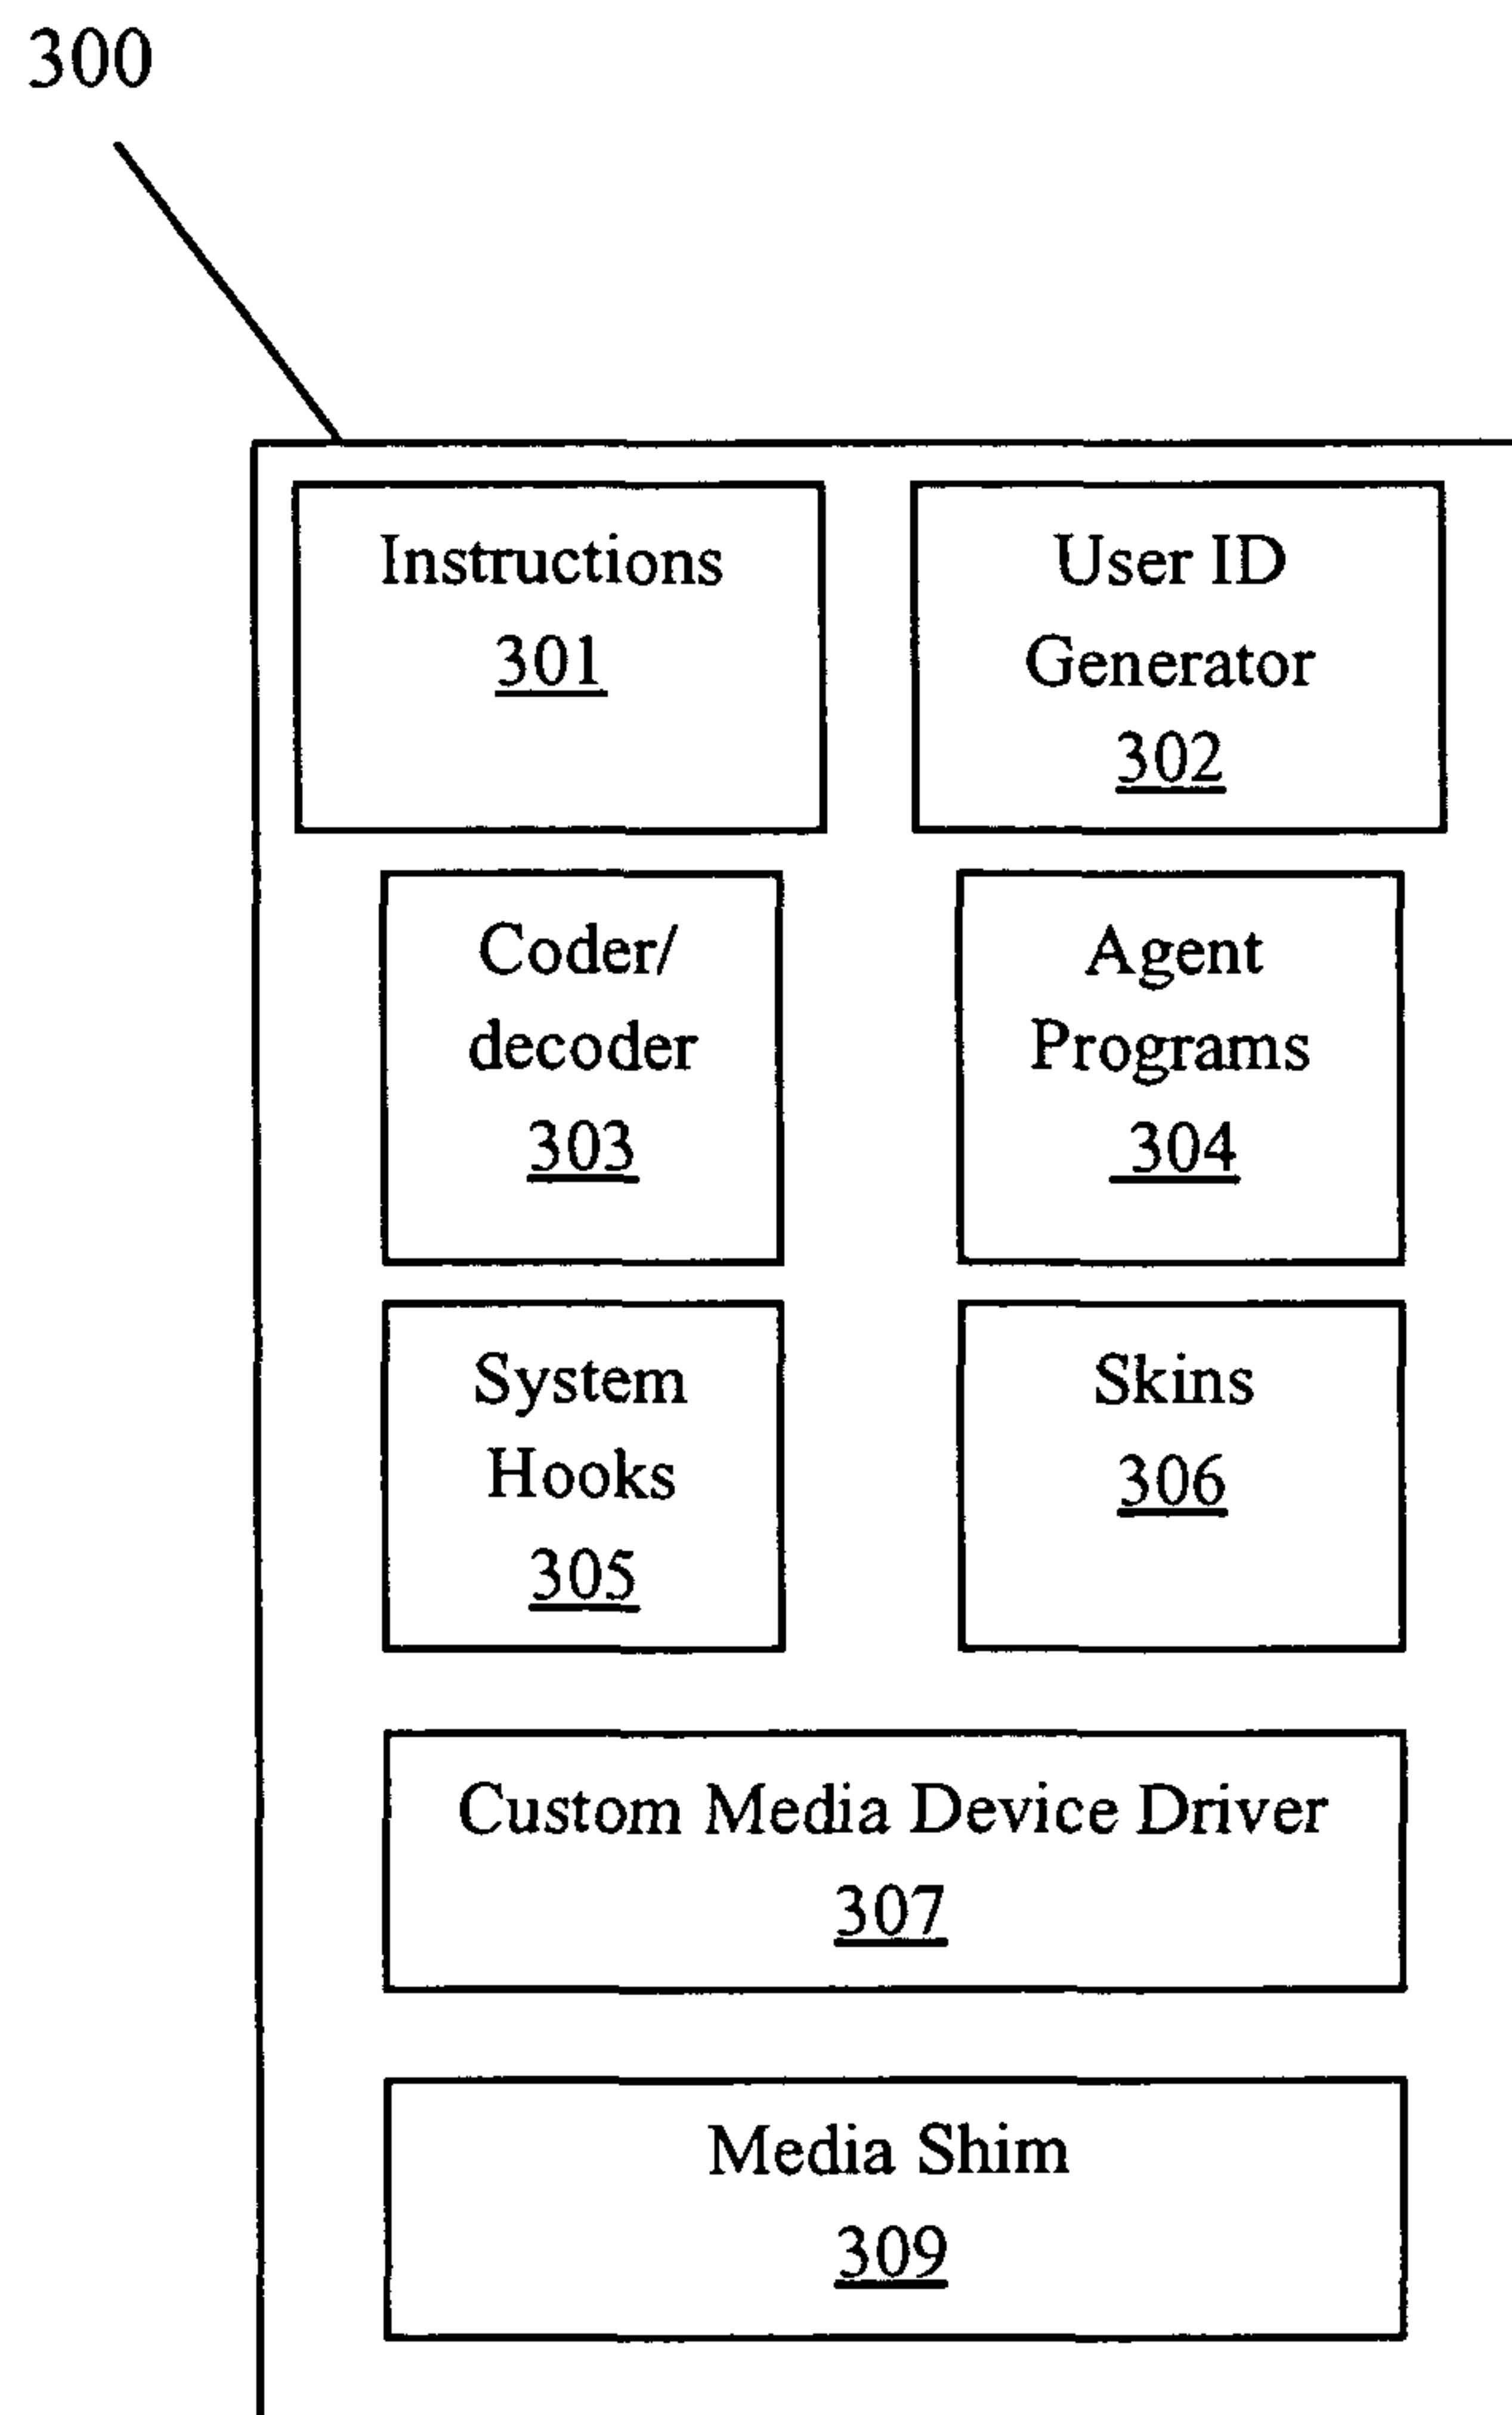 300
Instructions
301
User ID
Generator
302
Coder/
decoder
303
Agent
Programs
304
System
Hooks
305
Skins
306
Custom Media Device Driver
307
Media Shim
309